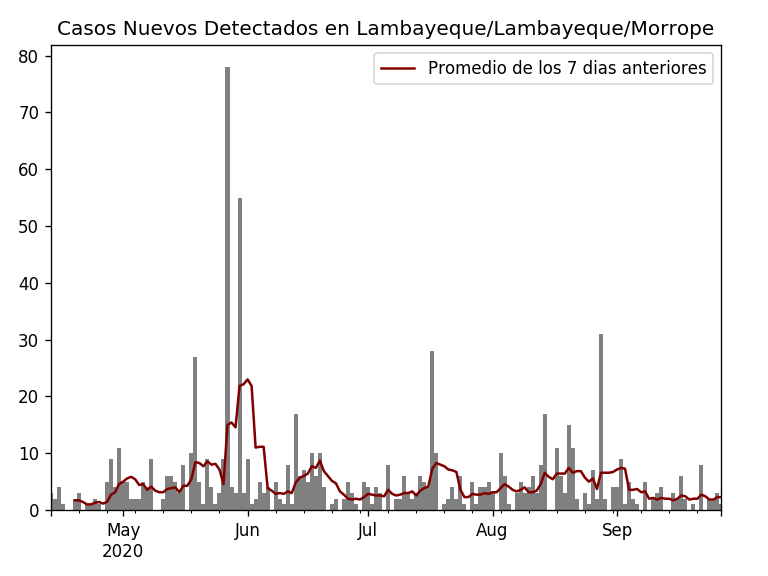 Casos Nuevos Detectados en Lambayeque/Lambayeque/Morrope
Promedio de los 7 dias anteriores
80
70
60
50
40
30
20
10
0
May
2020
Jun
Jul
Aug
Sep